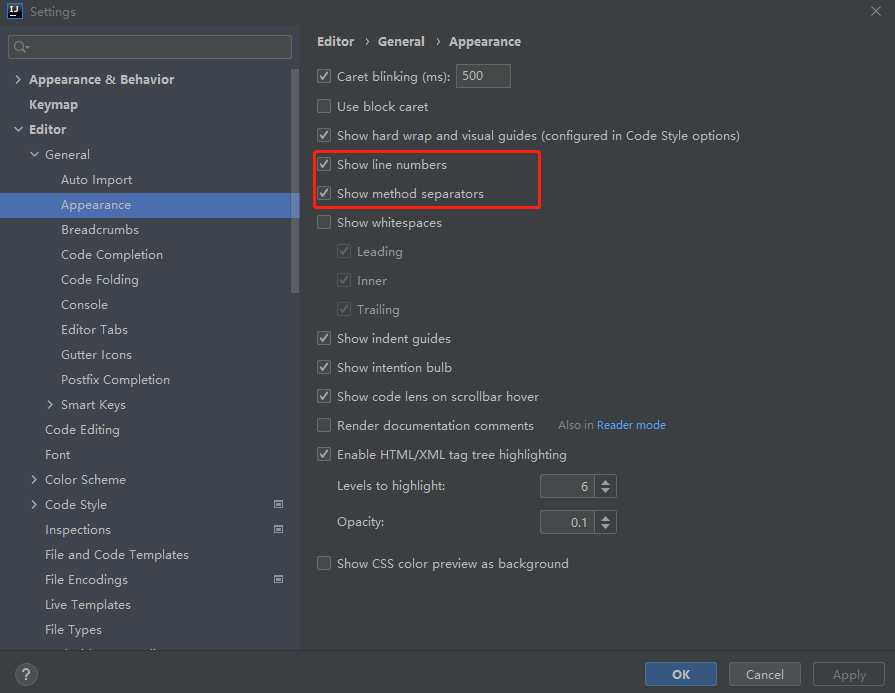 IJ
Settings
Appearance & Behavior
Keymap
Editor
General
Auto Import
Appearance
Breadcrumbs
Code Completion
Code Folding
Console
Editor Tabs
Gutter Icons
Postfix Completion
Smart Keys
Code Editing
Font
Color Scheme
Code Style
Inspections
File and Code Templates
File Encodings
Live Templates
File Types
Editor › General › Appearance
Caret blinking (ms): 500
Use block caret
Show hard wrap and visual guides (configured in Code Style options)
Show line numbers
Show method separators
Show whitespaces
Leading
Inner
Trailing
Show indent guides
Show intention bulb
Show code lens on scrollbar hover
Render documentation comments Also in Reader mode
Enable HTML/XML tag tree highlighting
Levels to highlight: 6
Opacity: 0.1
Show CSS color preview as background
? OK Cancel Apply